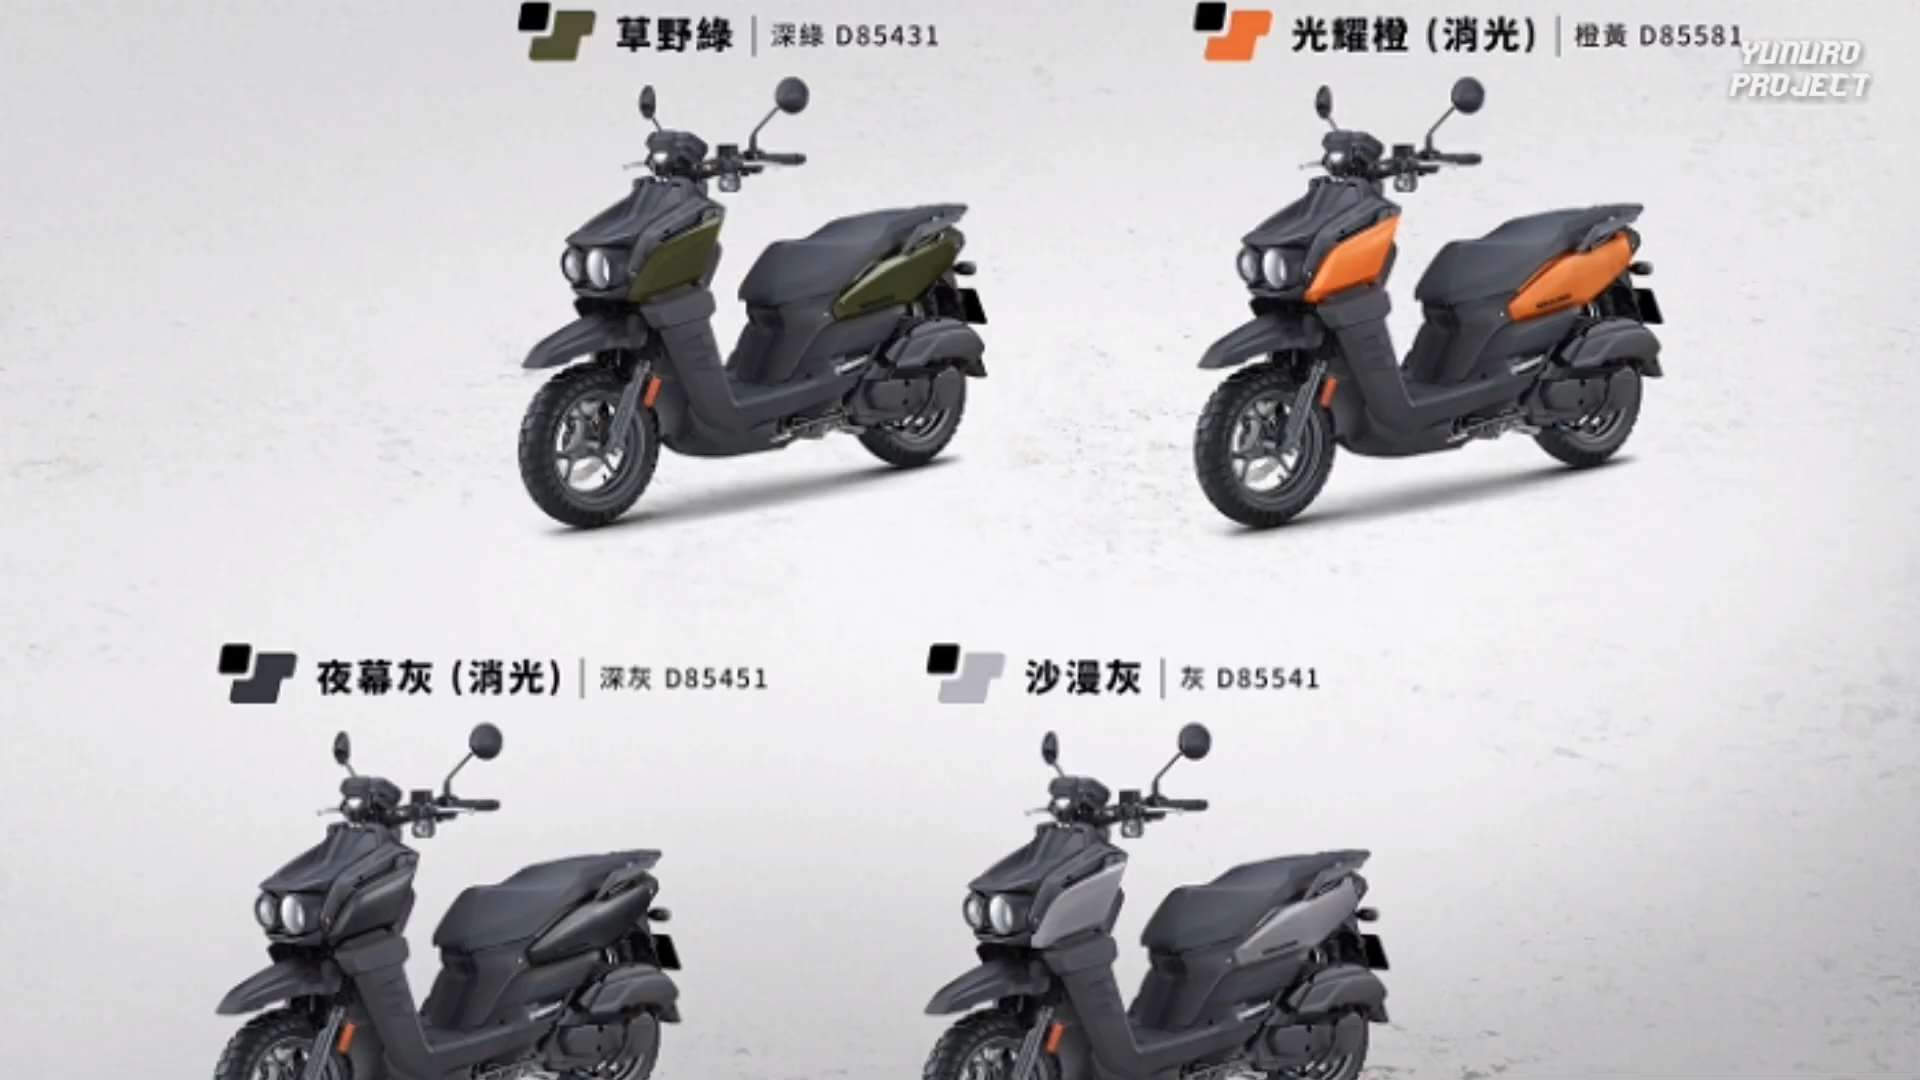 草野綠 | 深綠 D85431
光耀橙 (消光) | 橙黃 D85581
YUNURO
PROJECT
夜幕灰 (消光) | 深灰 D85451
沙漫灰 | 灰 D85541